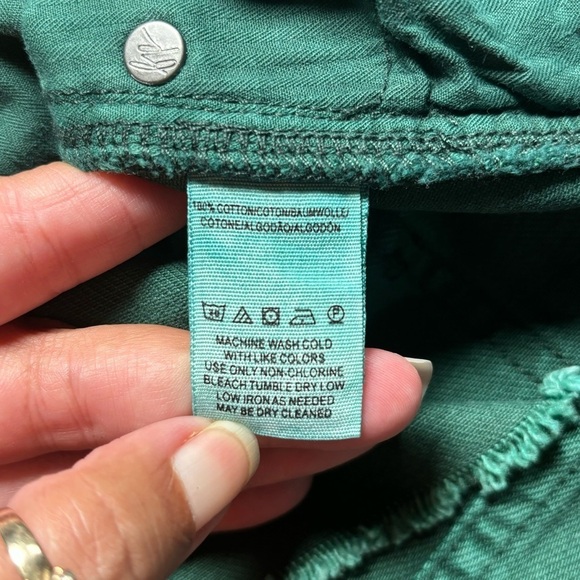 100% COTTON/COTON/BAUMWOLLE/
COTONE/ALGODÃO/ALGODÓN
30
P
MACHINE WASH COLD
WITH LIKE COLORS
USE ONLY NON-CHLORINE
BLEACH TUMBLE DRY LOW
LOW IRON AS NEEDED
MAY BE DRY CLEANED